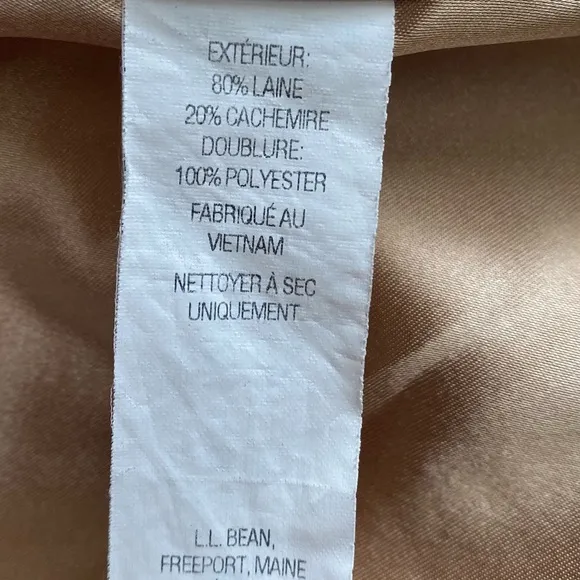 EXTÉRIEUR:
80% LAINE
20% CACHEMIRE
DOUBLURE:
100% POLYESTER
FABRIQUÉ AU
VIETNAM
NETTOYER À SEC
UNIQUEMENT
L.L. BEAN,
FREEPORT, MAINE